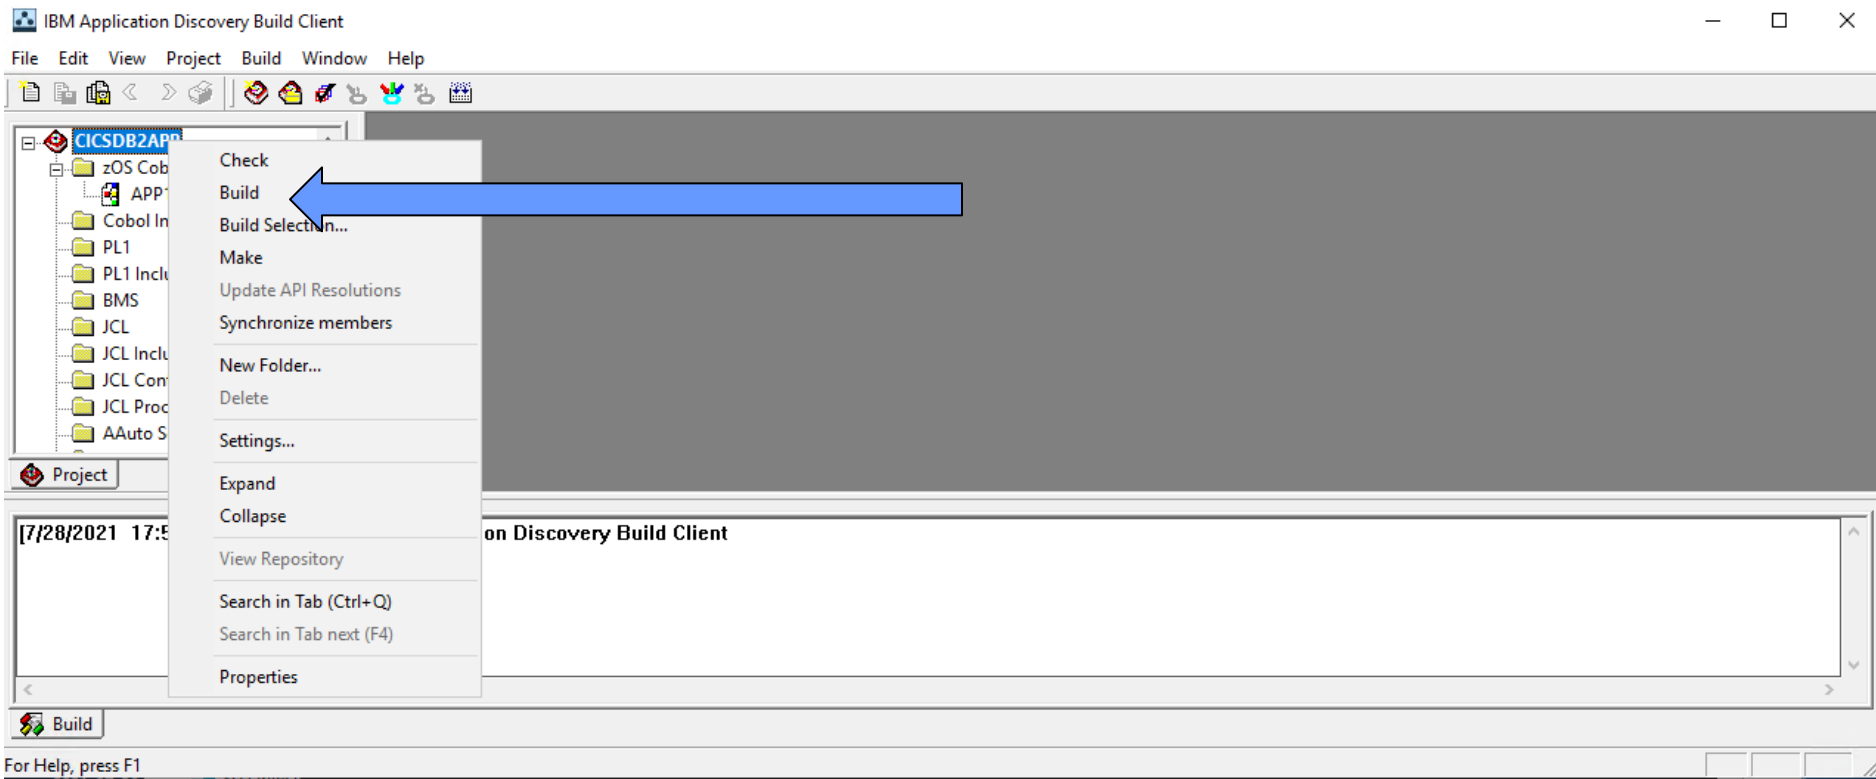 IBM Application Discovery Build Client
File Edit View Project Build Window Help
CICSDB2APP
zOS Cob
APP1
Cobol In
PL1
PL1 Inclu
BMS
JCL
JCL Inclu
JCL Con
JCL Proc
AAuto S
Project
Check
Build
Build Selection...
Make
Update API Resolutions
Synchronize members
New Folder...
Delete
Settings...
Expand
Collapse
View Repository
Search in Tab (Ctrl+Q)
Search in Tab next (F4)
Properties
[7/28/2021 17:5 on Discovery Build Client
Build
For Help, press F1